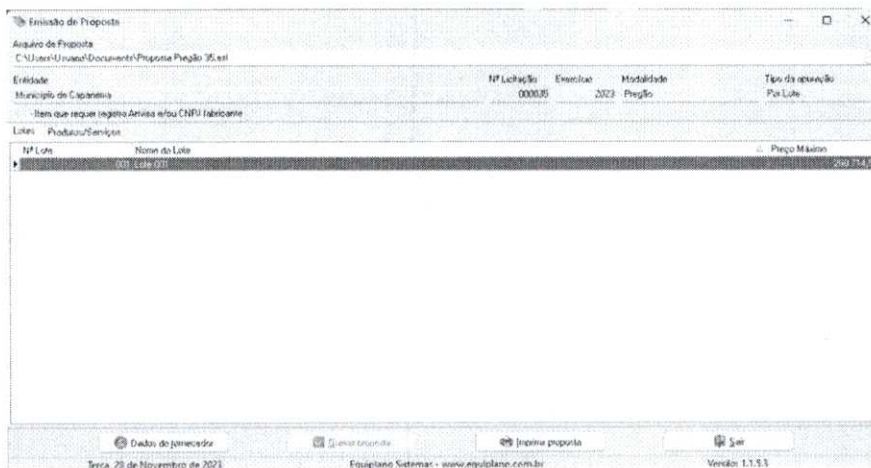 Emissão de Proposta
Arquivo de Proposta
C:\Users\Usuario\Documents\Proposta Pregão 35.esl
Entidade Nº Licitação Exercício Modalidade Tipo da apuração
Município de Capanema 000035 2023 Pregão Por Lote
- Item que requer registro Anvisa e/ou CNPJ fabricante
Lotes Produtos/Serviços
Nº Lote Nome do Lote Preço Máximo
001 Lote 001
Dados do fornecedor Gravar proposta Imprimir proposta Sair
Terça, 28 de Novembro de 2023 Equiplano Sistemas - www.equiplano.com.br Versão: 1.1.5.3